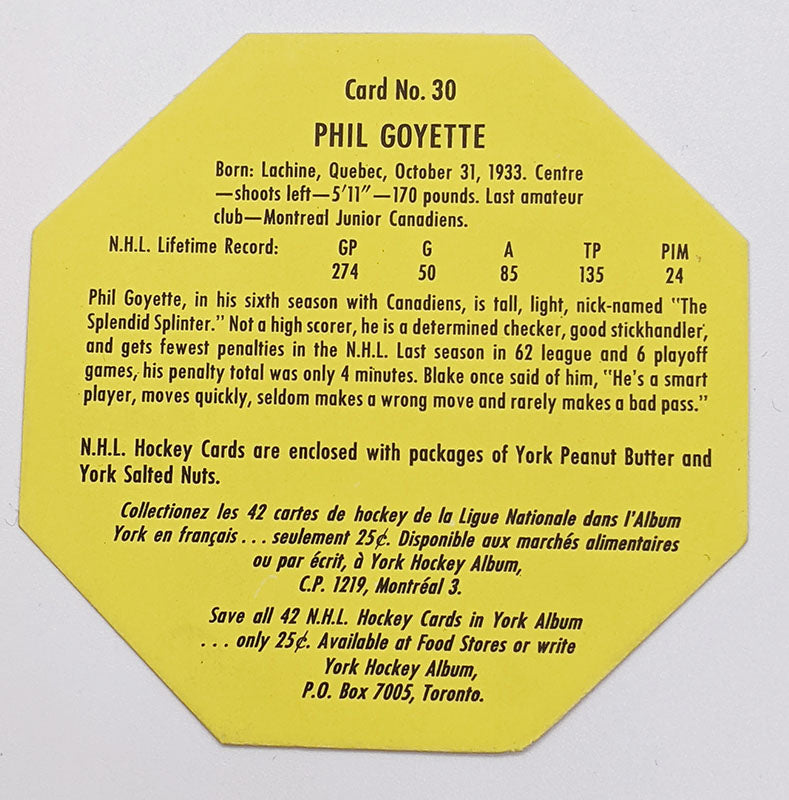 Card No. 30
PHIL GOYETTE
Born: Lachine, Quebec, October 31, 1933. Centre
—shoots left—5'11"—170 pounds. Last amateur
club—Montreal Junior Canadiens.
N.H.L. Lifetime Record: GP G A TP PIM
274 50 85 135 24
Phil Goyette, in his sixth season with Canadiens, is tall, light, nick-named "The
Splendid Splinter." Not a high scorer, he is a determined checker, good stickhandler,
and gets fewest penalties in the N.H.L. Last season in 62 league and 6 playoff
games, his penalty total was only 4 minutes. Blake once said of him, "He's a smart
player, moves quickly, seldom makes a wrong move and rarely makes a bad pass."
N.H.L. Hockey Cards are enclosed with packages of York Peanut Butter and
York Salted Nuts.
Collectionez les 42 cartes de hockey de la Ligue Nationale dans l'Album
York en français . . . seulement 25¢. Disponible aux marchés alimentaires
ou par écrit, à York Hockey Album,
C.P. 1219, Montréal 3.
Save all 42 N.H.L. Hockey Cards in York Album
. . . only 25¢. Available at Food Stores or write
York Hockey Album,
P.O. Box 7005, Toronto.